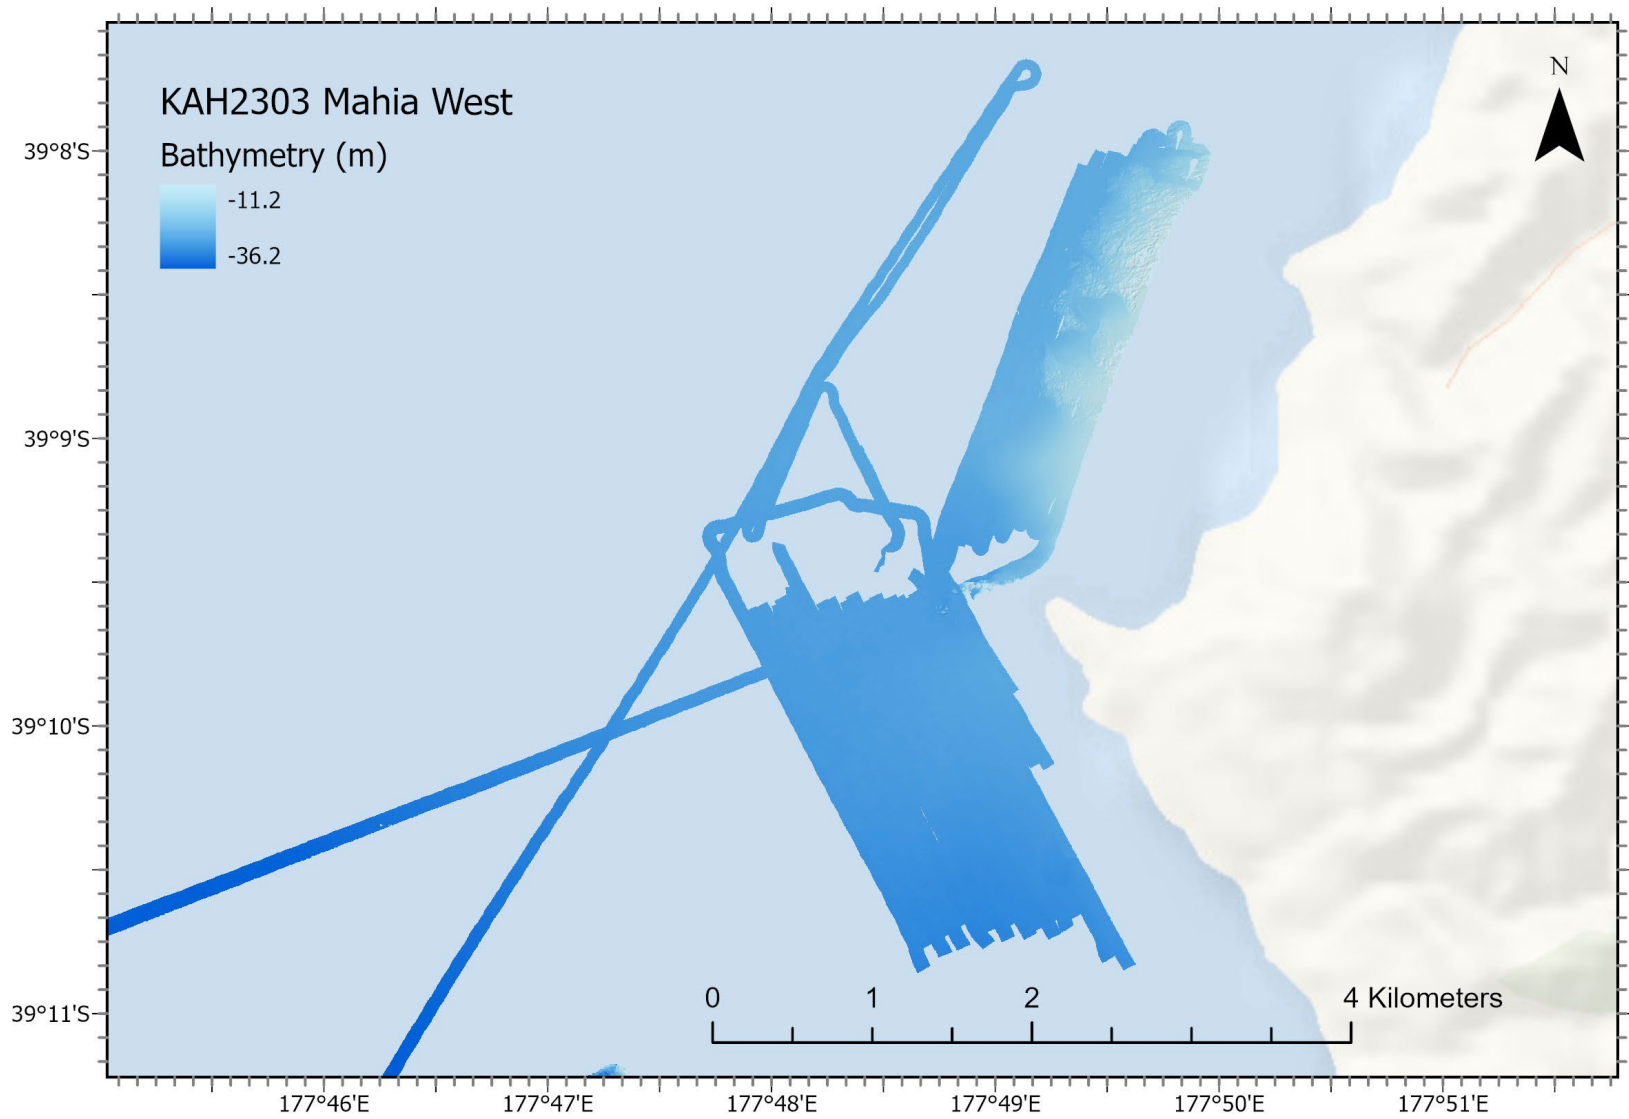 KAH2303 Mahia West
Bathymetry (m)
-11.2
-36.2
N
39°8'S
39°9'S
39°10'S
39°11'S
0 1 2 4 Kilometers
177°46'E 177°47'E 177°48'E 177°49'E 177°50'E 177°51'E